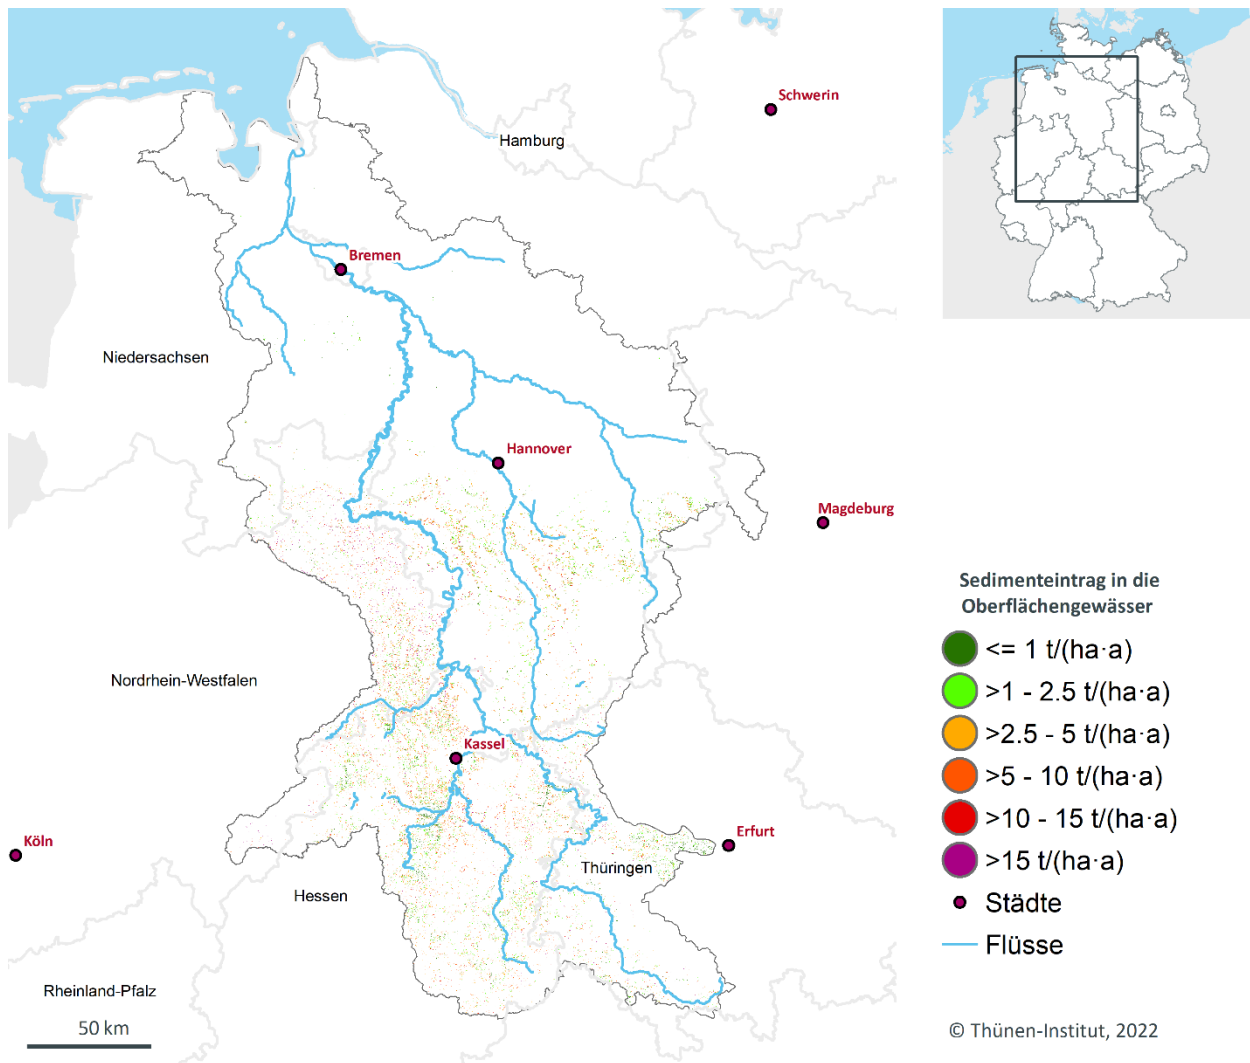 Schwerin
Hamburg
Bremen
Niedersachsen
Hannover
Magdeburg
Nordrhein-Westfalen
Kassel
Köln
Erfurt
Thüringen
Hessen
Rheinland-Pfalz
50 km
Sedimenteintrag in die
Oberflächengewässer
<= 1 t/(ha·a)
>1 - 2.5 t/(ha·a)
>2.5 - 5 t/(ha·a)
>5 - 10 t/(ha·a)
>10 - 15 t/(ha·a)
>15 t/(ha·a)
Städte
Flüsse
© Thünen-Institut, 2022